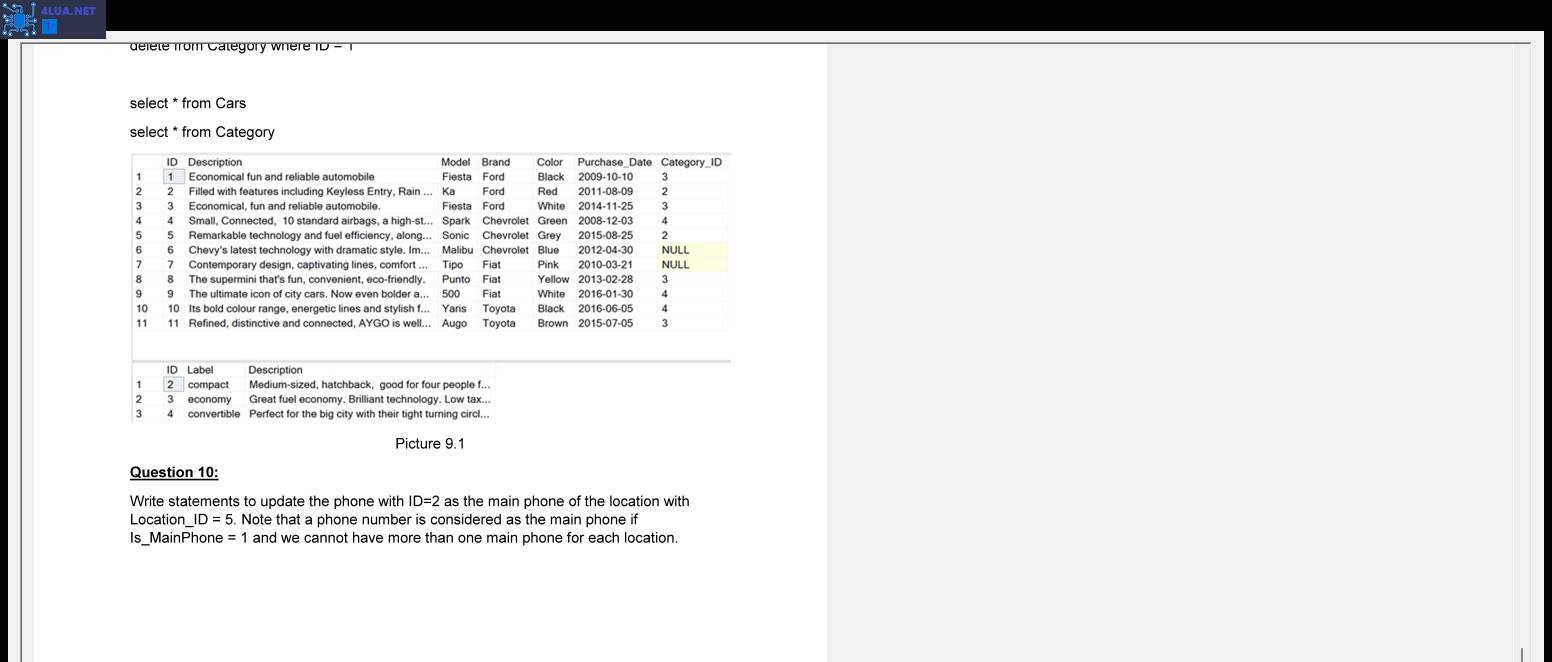 4LUA.NET
delete from Category where ID = 1
select * from Cars
select * from Category
ID Description Model Brand Color Purchase_Date Category_ID
1 1 Economical fun and reliable automobile Fiesta Ford Black 2009-10-10 3
2 2 Filled with features including Keyless Entry, Rain ... Ka Ford Red 2011-08-09 2
3 3 Economical, fun and reliable automobile. Fiesta Ford White 2014-11-25 3
4 4 Small, Connected, 10 standard airbags, a high-st... Spark Chevrolet Green 2008-12-03 4
5 5 Remarkable technology and fuel efficiency, along... Sonic Chevrolet Grey 2015-08-25 2
6 6 Chevy's latest technology with dramatic style. Im... Malibu Chevrolet Blue 2012-04-30 NULL
7 7 Contemporary design, captivating lines, comfort ... Tipo Fiat Pink 2010-03-21 NULL
8 8 The supermini that's fun, convenient, eco-friendly. Punto Fiat Yellow 2013-02-28 3
9 9 The ultimate icon of city cars. Now even bolder a... 500 Fiat White 2016-01-30 4
10 10 Its bold colour range, energetic lines and stylish f... Yaris Toyota Black 2016-06-05 4
11 11 Refined, distinctive and connected, AYGO is well... Augo Toyota Brown 2015-07-05 3
ID Label Description
1 2 compact Medium-sized, hatchback, good for four people f...
2 3 economy Great fuel economy. Brilliant technology. Low tax...
3 4 convertible Perfect for the big city with their tight turning circl...
Picture 9.1
Question 10:
Write statements to update the phone with ID=2 as the main phone of the location with
Location_ID = 5. Note that a phone number is considered as the main phone if
Is_MainPhone = 1 and we cannot have more than one main phone for each location.